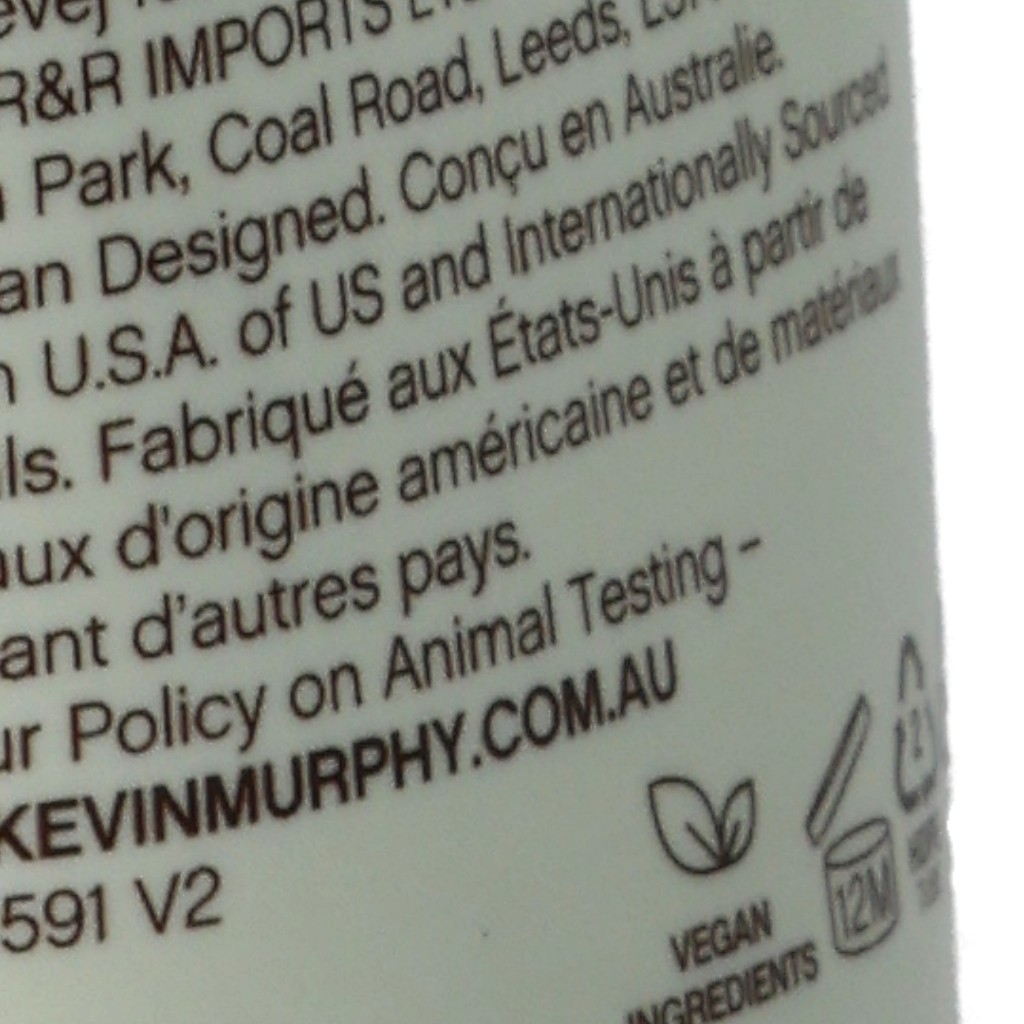 R&R IMPORTS
Park, Coal Road, Leeds,
an Designed. Conçu en Australie.
U.S.A. of US and Internationally Sourced
ls. Fabriqué aux États-Unis à partir de
aux d'origine américaine et de matériaux
ant d'autres pays.
ur Policy on Animal Testing –
KEVINMURPHY.COM.AU
591 V2
VEGAN
INGREDIENTS
12M
2